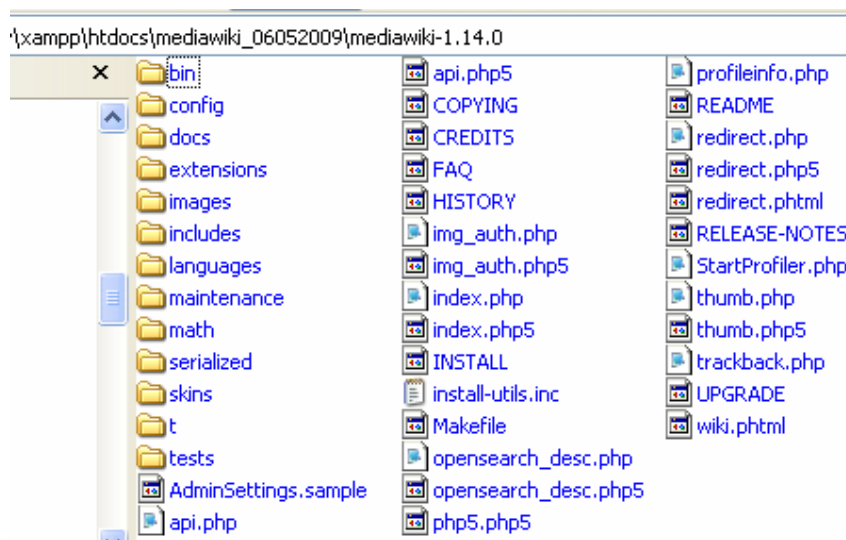 \xampp\htdocs\mediawiki_06052009\mediawiki-1.14.0
bin
config
docs
extensions
images
includes
languages
maintenance
math
serialized
skins
t
tests
AdminSettings.sample
api.php
api.php5
COPYING
CREDITS
FAQ
HISTORY
img_auth.php
img_auth.php5
index.php
index.php5
INSTALL
install-utils.inc
Makefile
opensearch_desc.php
opensearch_desc.php5
php5.php5
profileinfo.php
README
redirect.php
redirect.php5
redirect.phtml
RELEASE-NOTES
StartProfiler.php
thumb.php
thumb.php5
trackback.php
UPGRADE
wiki.phtml